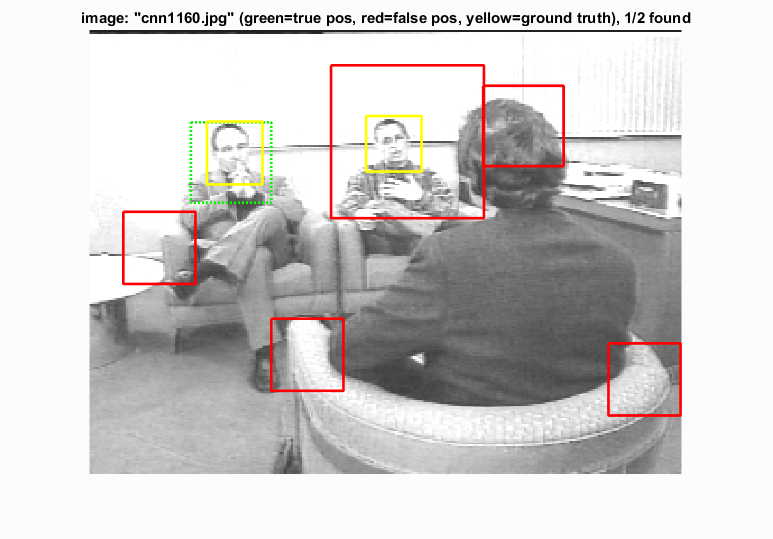 image: "cnn1160.jpg" (green=true pos, red=false pos, yellow=ground truth), 1/2 found